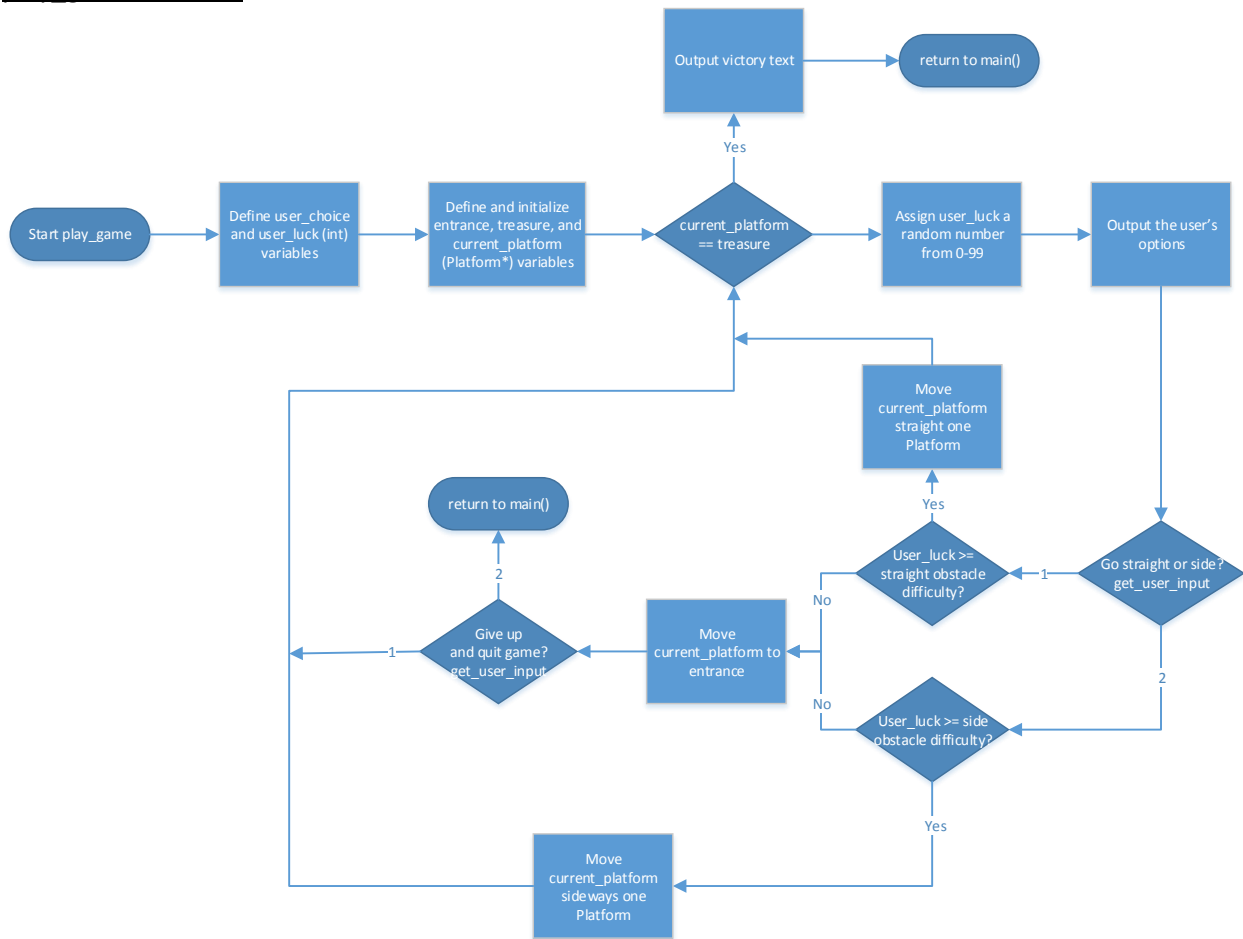 Output victory text
return to main()
Yes
Start play_game
Define user_choice
and user_luck (int)
variables
Define and initialize
entrance, treasure, and
current_platform
(Platform*) variables
current_platform
== treasure
Assign user_luck a
random number
from 0-99
Output the user's
options
Move
current_platform
straight one
Platform
Yes
return to main()
2
User_luck >=
straight obstacle
difficulty?
1
Go straight or side?
get_user_input
No
Give up
and quit game?
get_user_input
1
Move
current_platform to
entrance
2
No
User_luck >= side
obstacle difficulty?
Yes
Move
current_platform
sideways one
Platform